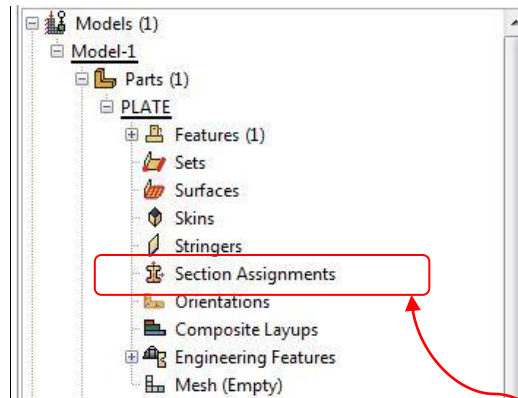 Models (1)
Model-1
Parts (1)
PLATE
Features (1)
Sets
Surfaces
Skins
Stringers
Section Assignments
Orientations
Composite Layups
Engineering Features
Mesh (Empty)